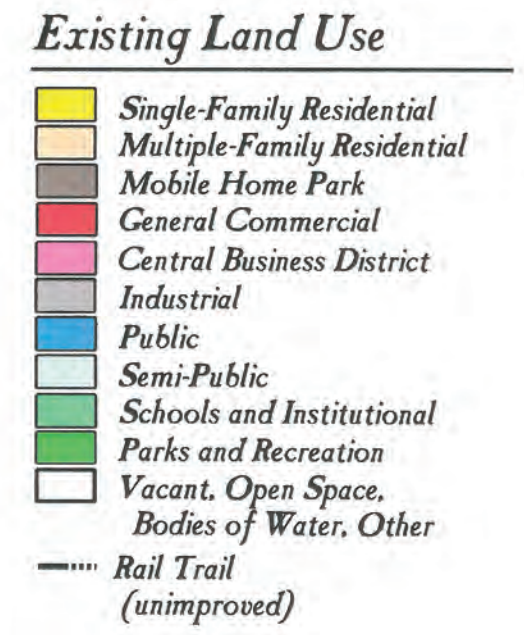 Existing Land Use
Single-Family Residential
Multiple-Family Residential
Mobile Home Park
General Commercial
Central Business District
Industrial
Public
Semi-Public
Schools and Institutional
Parks and Recreation
Vacant, Open Space,
Bodies of Water, Other
Rail Trail
(unimproved)